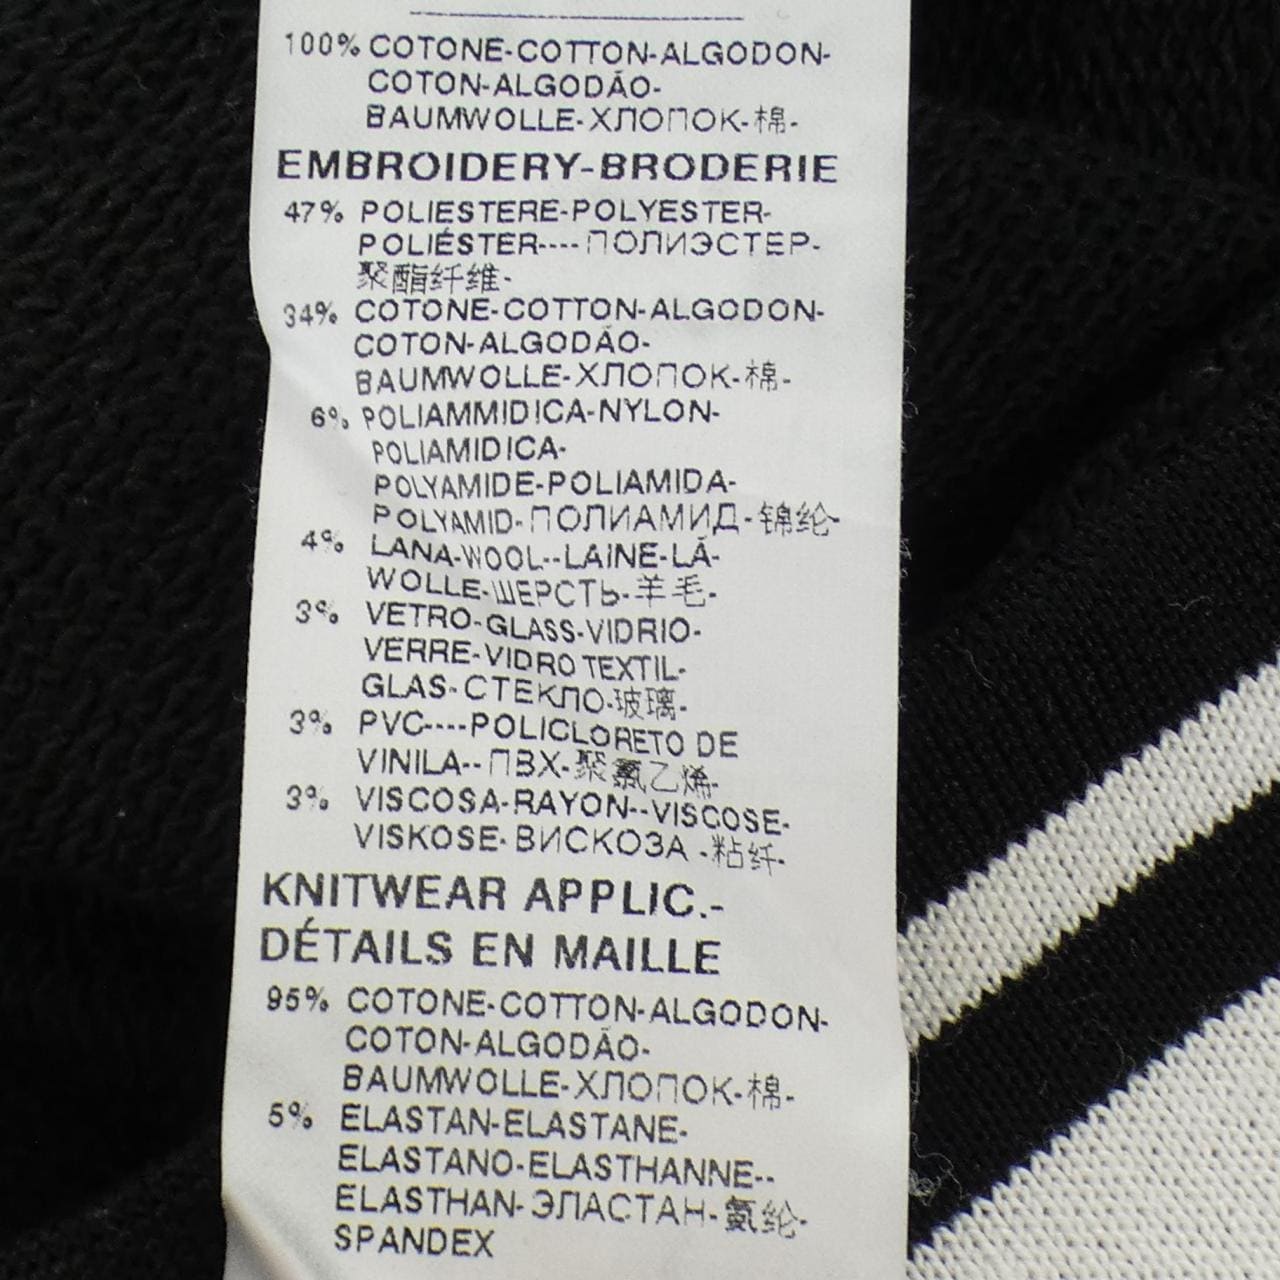 100% COTONE-COTTON-ALGODON-
COTON-ALGODÃO-
BAUMWOLLE-ХЛОПОК-棉-
EMBROIDERY-BRODERIE
47% POLIESTERE-POLYESTER-
POLIÉSTER----ПОЛИЭСТЕР-
聚酯纤维-
34% COTONE-COTTON-ALGODON-
COTON-ALGODÃO-
BAUMWOLLE-ХЛОПОК-棉-
6% POLIAMMIDICA-NYLON-
POLIAMIDICA-
POLYAMIDE-POLIAMIDA-
POLYAMID-ПОЛИАМИД-锦纶-
4% LANA-WOOL--LAINE-LÃ-
WOLLE-ШЕРСТЬ-羊毛-
3% VETRO-GLASS-VIDRIO-
VERRE-VIDRO TEXTIL-
GLAS-СТЕКЛО-玻璃-
3% PVC----POLICLORETO DE
VINILA--ПВХ-聚氯乙烯-
3% VISCOSA-RAYON--VISCOSE-
VISKOSE-ВИСКОЗА -粘纤-
KNITWEAR APPLIC.-
DÉTAILS EN MAILLE
95% COTONE-COTTON-ALGODON-
COTON-ALGODÃO-
BAUMWOLLE-ХЛОПОК-棉-
5% ELASTAN-ELASTANE-
ELASTANO-ELASTHANNE--
ELASTHAN-ЭЛАСТАН-氨纶-
SPANDEX